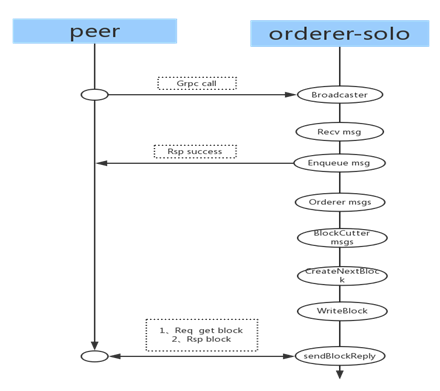 peer
orderer-solo
Grpc call
Broadcaster
Recv msg
Rsp success
Enqueue msg
Orderer msgs
BlockCutter
msgs
CreateNextBloc
k
WriteBlock
1、Req get block
2、Rsp block
sendBlockReply